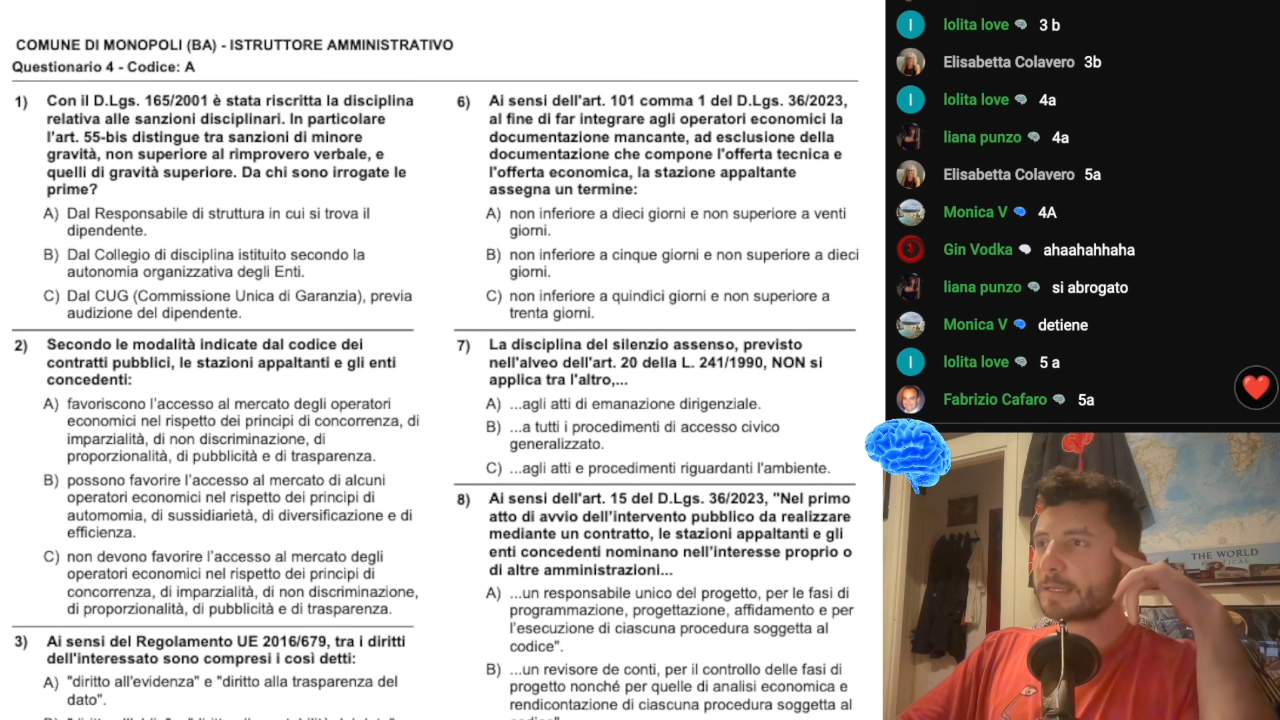 COMUNE DI MONOPOLI (BA) - ISTRUTTORE AMMINISTRATIVO
Questionario 4 - Codice: A
1) Con il D.Lgs. 165/2001 è stata riscritta la disciplina
relativa alle sanzioni disciplinari. In particolare
l'art. 55-bis distingue tra sanzioni di minore
gravità, non superiore al rimprovero verbale, e
quelli di gravità superiore. Da chi sono irrogate le
prime?
A) Dal Responsabile di struttura in cui si trova il
dipendente.
B) Dal Collegio di disciplina istituito secondo la
autonomia organizzativa degli Enti.
C) Dal CUG (Commissione Unica di Garanzia), previa
audizione del dipendente.
2) Secondo le modalità indicate dal codice dei
contratti pubblici, le stazioni appaltanti e gli enti
concedenti:
A) favoriscono l'accesso al mercato degli operatori
economici nel rispetto dei principi di concorrenza, di
imparzialità, di non discriminazione, di
proporzionalità, di pubblicità e di trasparenza.
B) possono favorire l'accesso al mercato di alcuni
operatori economici nel rispetto dei principi di
automomia, di sussidiarietà, di diversificazione e di
efficienza.
C) non devono favorire l'accesso al mercato degli
operatori economici nel rispetto dei principi di
concorrenza, di imparzialità, di non discriminazione,
di proporzionalità, di pubblicità e di trasparenza.
3) Ai sensi del Regolamento UE 2016/679, tra i diritti
dell'interessato sono compresi i così detti:
A) "diritto all'evidenza" e "diritto alla trasparenza del
dato".
6) Ai sensi dell'art. 101 comma 1 del D.Lgs. 36/2023,
al fine di far integrare agli operatori economici la
documentazione mancante, ad esclusione della
documentazione che compone l'offerta tecnica e
l'offerta economica, la stazione appaltante
assegna un termine:
A) non inferiore a dieci giorni e non superiore a venti
giorni.
B) non inferiore a cinque giorni e non superiore a dieci
giorni.
C) non inferiore a quindici giorni e non superiore a
trenta giorni.
7) La disciplina del silenzio assenso, previsto
nell'alveo dell'art. 20 della L. 241/1990, NON si
applica tra l'altro,...
A) ...agli atti di emanazione dirigenziale.
B) ...a tutti i procedimenti di accesso civico
generalizzato.
C) ...agli atti e procedimenti riguardanti l'ambiente.
8) Ai sensi dell'art. 15 del D.Lgs. 36/2023, "Nel primo
atto di avvio dell'intervento pubblico da realizzare
mediante un contratto, le stazioni appaltanti e gli
enti concedenti nominano nell'interesse proprio o
di altre amministrazioni...
A) ...un responsabile unico del progetto, per le fasi di
programmazione, progettazione, affidamento e per
l'esecuzione di ciascuna procedura soggetta al
codice".
B) ...un revisore de conti, per il controllo delle fasi di
progetto nonché per quelle di analisi economica e
rendicontazione di ciascuna procedura soggetta al
lolita love 3 b
Elisabetta Colavero 3b
lolita love 4a
liana punzo 4a
Elisabetta Colavero 5a
Monica V 4A
Gin Vodka ahaahahhaha
liana punzo si abrogato
Monica V detiene
lolita love 5 a
Fabrizio Cafaro 5a
THE WORLD